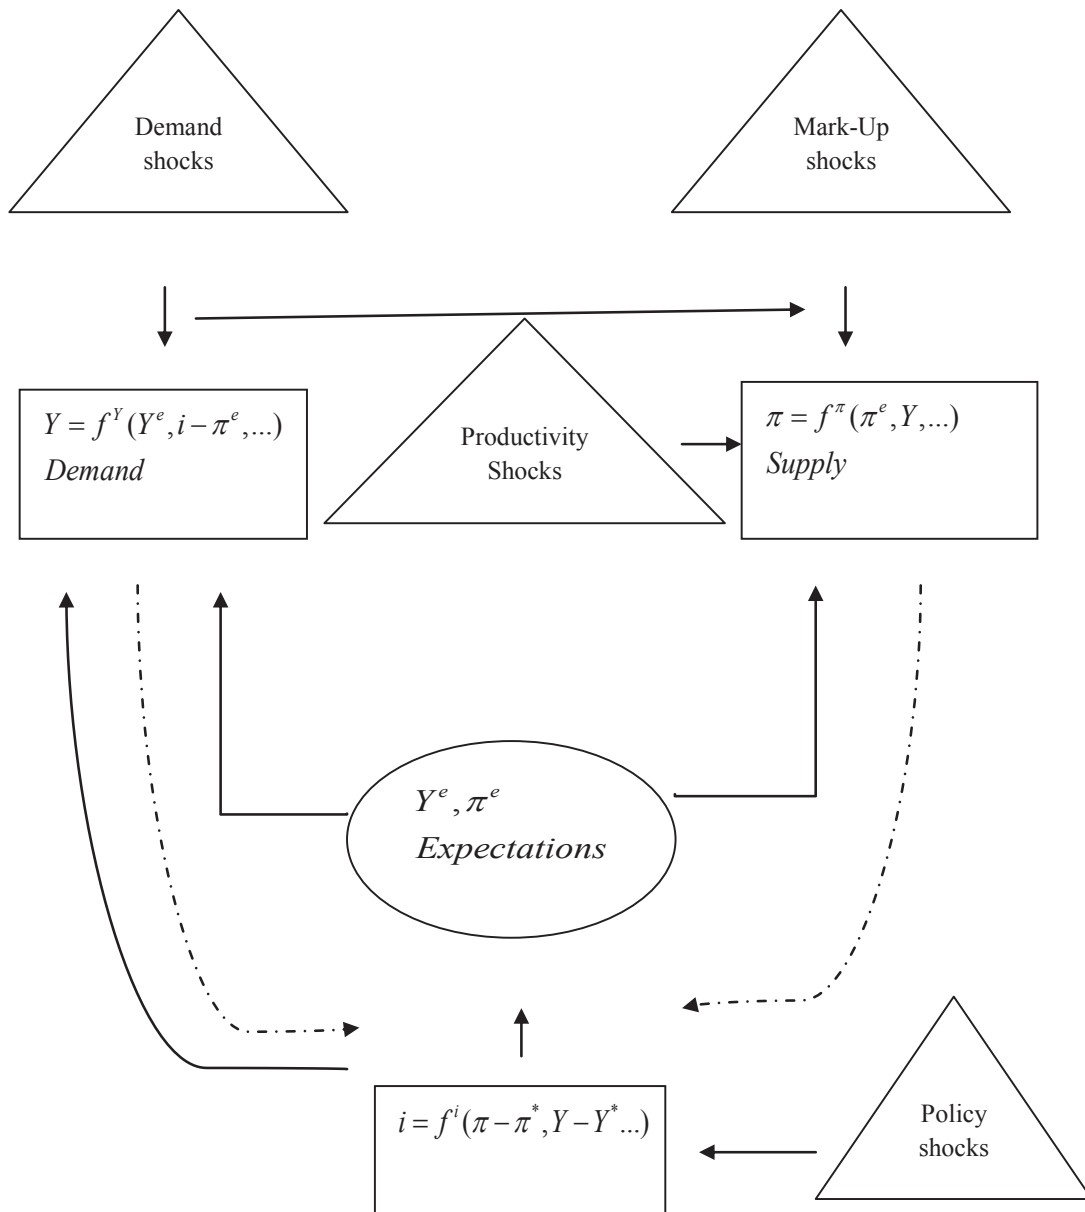 Demand
shocks
Mark-Up
shocks
Y = f^Y(Y^e, i − π^e,...)
Demand
Productivity
Shocks
π = f^π(π^e, Y,...)
Supply
Y^e, π^e
Expectations
i = f^i(π − π^*, Y − Y^*...)
Policy
shocks